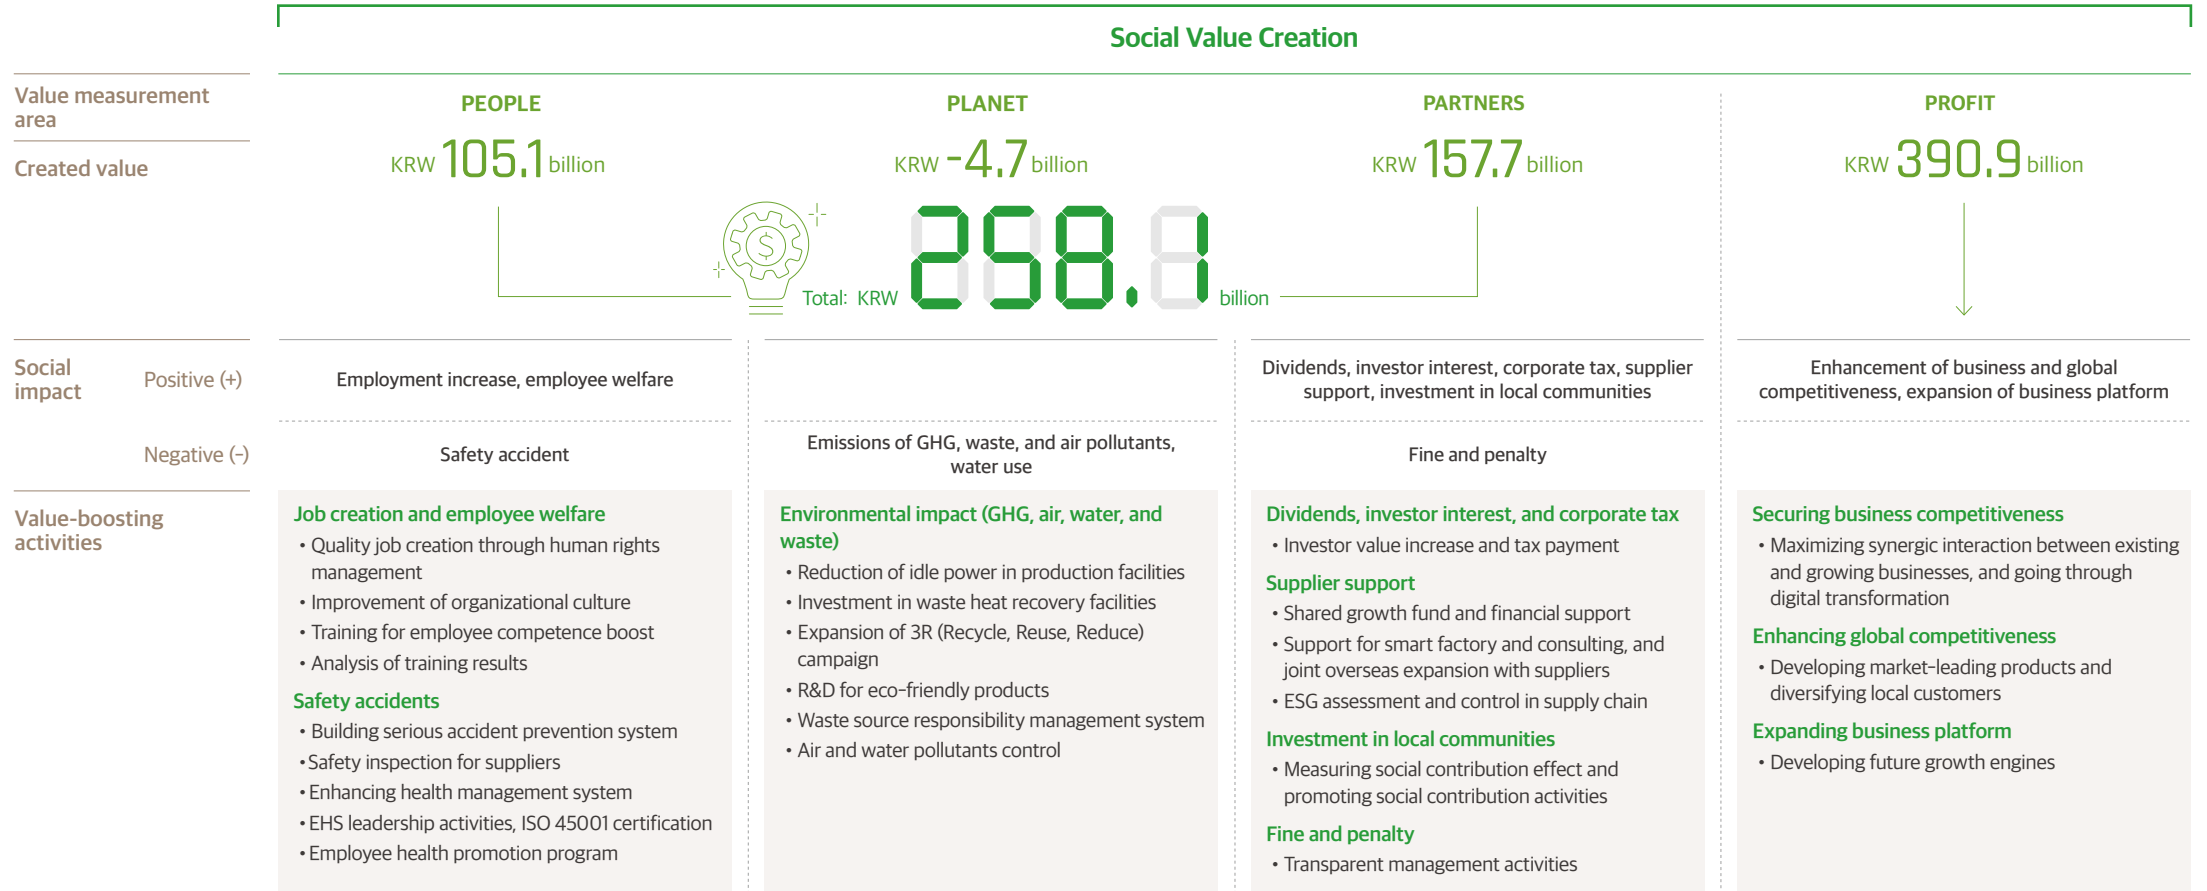 Social Value Creation
Value measurement
area
PEOPLE
PLANET
PARTNERS
PROFIT
Created value
KRW 105.1 billion
KRW -4.7 billion
KRW 157.7 billion
KRW 390.9 billion
$
Total: KRW 258.1 billion
Social
impact
Positive (+)
Employment increase, employee welfare
Dividends, investor interest, corporate tax, supplier
support, investment in local communities
Enhancement of business and global
competitiveness, expansion of business platform
Negative (-)
Safety accident
Emissions of GHG, waste, and air pollutants,
water use
Fine and penalty
Value-boosting
activities
Job creation and employee welfare
• Quality job creation through human rights
management
• Improvement of organizational culture
• Training for employee competence boost
• Analysis of training results
Safety accidents
• Building serious accident prevention system
• Safety inspection for suppliers
• Enhancing health management system
• EHS leadership activities, ISO 45001 certification
• Employee health promotion program
Environmental impact (GHG, air, water, and
waste)
• Reduction of idle power in production facilities
• Investment in waste heat recovery facilities
• Expansion of 3R (Recycle, Reuse, Reduce)
campaign
• R&D for eco-friendly products
• Waste source responsibility management system
• Air and water pollutants control
Dividends, investor interest, and corporate tax
• Investor value increase and tax payment
Supplier support
• Shared growth fund and financial support
• Support for smart factory and consulting, and
joint overseas expansion with suppliers
• ESG assessment and control in supply chain
Investment in local communities
• Measuring social contribution effect and
promoting social contribution activities
Fine and penalty
• Transparent management activities
Securing business competitiveness
• Maximizing synergic interaction between existing
and growing businesses, and going through
digital transformation
Enhancing global competitiveness
• Developing market-leading products and
diversifying local customers
Expanding business platform
• Developing future growth engines